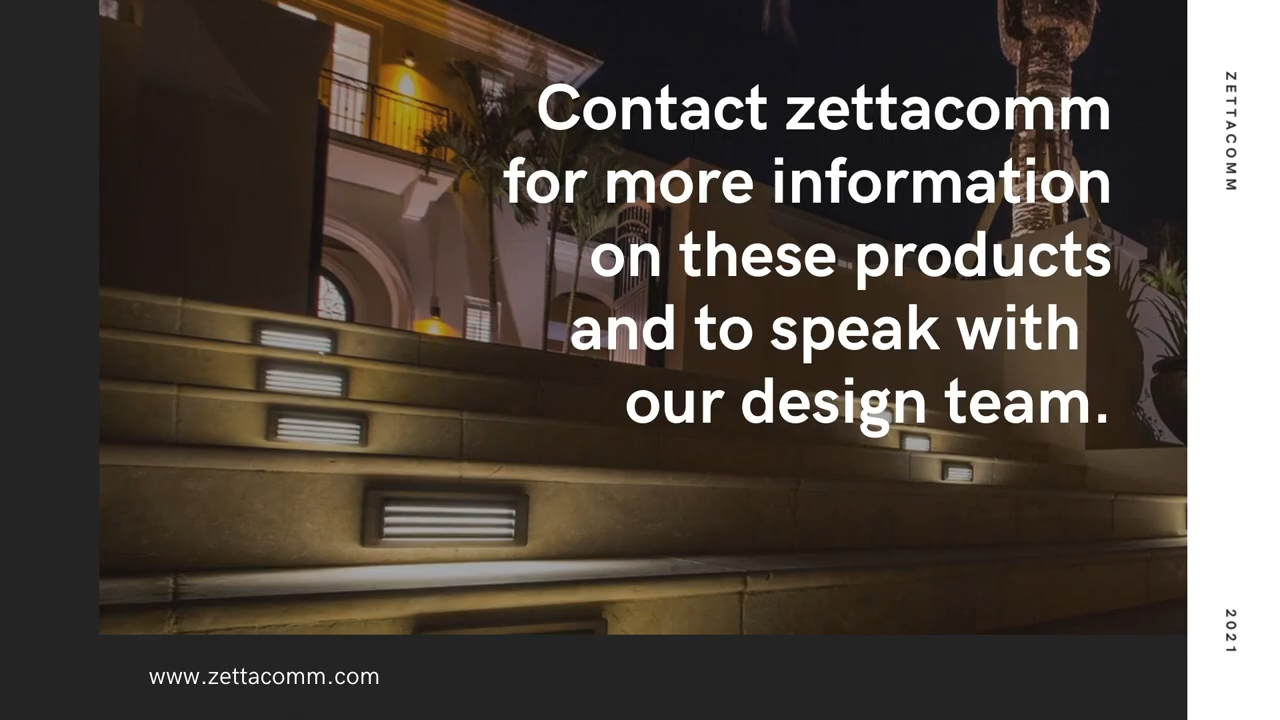 Contact zettacomm
for more information
on these products
and to speak with
our design team.
www.zettacomm.com
ZETTACOMM
2021